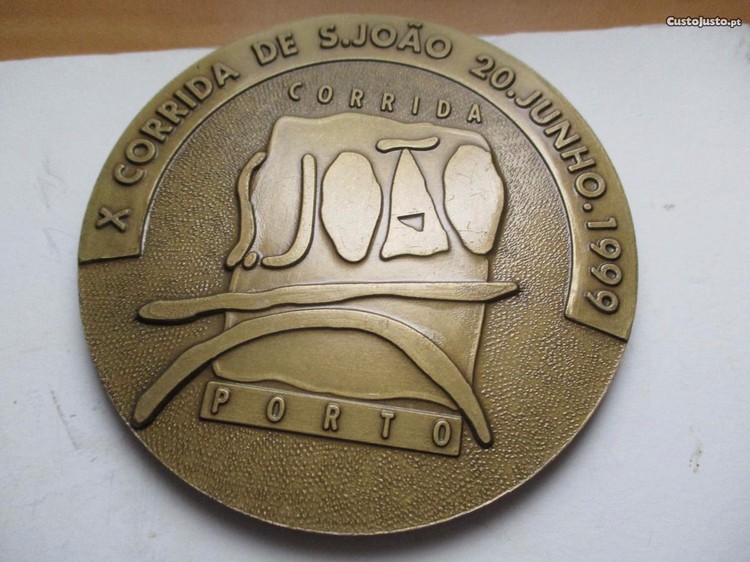 CustoJusto.pt
X CORRIDA DE S.JOÃO 20.JUNHO.1999
CORRIDA
S.JOÃO
PORTO